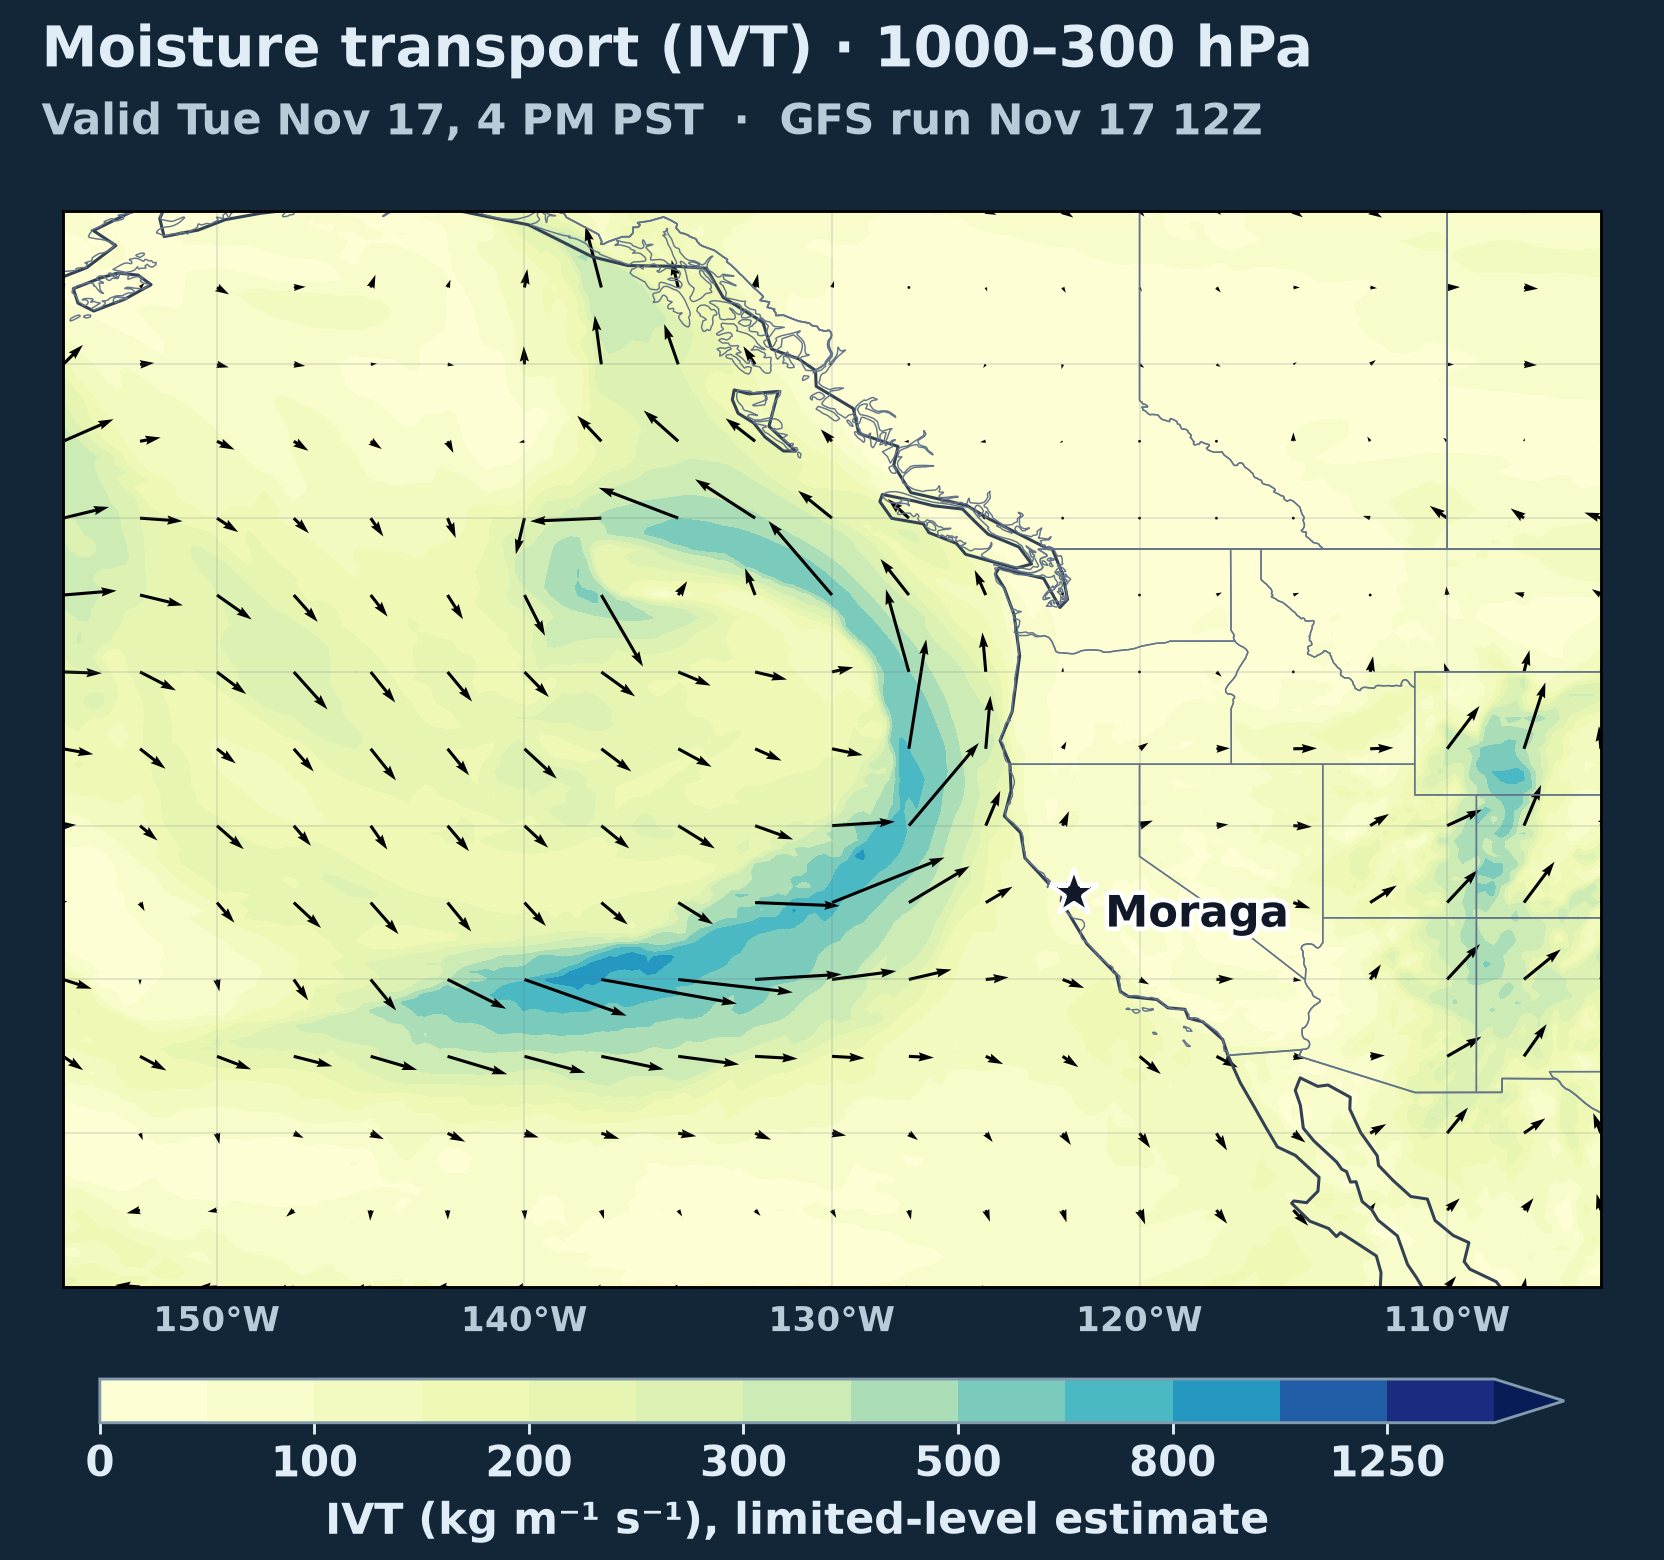 Moisture transport (IVT) · 1000–300 hPa
Valid Tue Nov 17, 4 PM PST · GFS run Nov 17 12Z
Moraga
150°W 140°W 130°W 120°W 110°W
0 100 200 300 500 800 1250
IVT (kg m⁻¹ s⁻¹), limited-level estimate